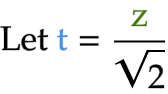 Let t = z/√2